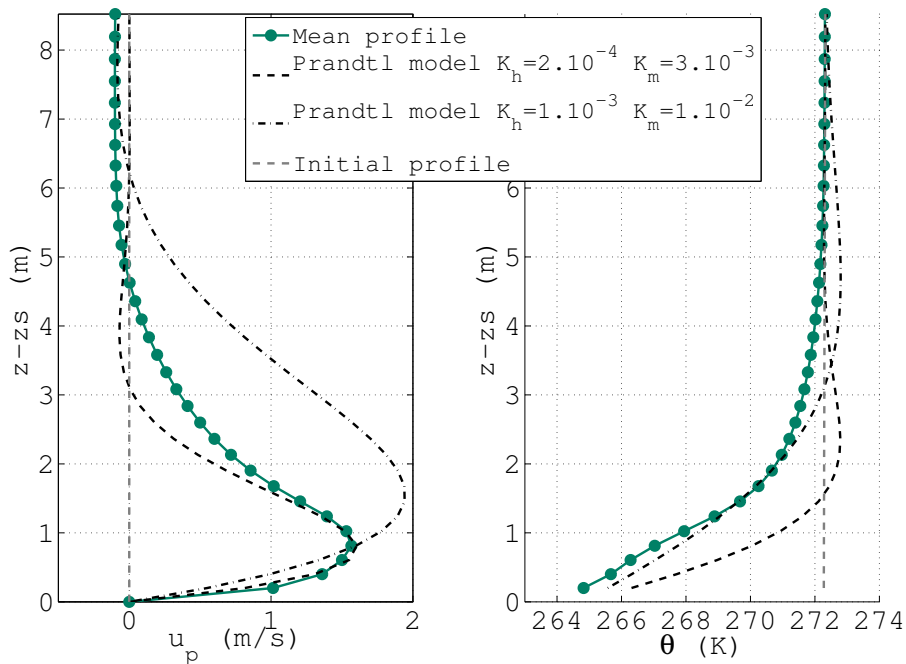 Mean profile
Prandtl model K_h=2.10^-4 K_m=3.10^-3
Prandtl model K_h=1.10^-3 K_m=1.10^-2
Initial profile
8
7
6
5
4
3
2
1
0
z-zs (m)
0 1 2
u_p (m/s)
8
7
6
5
4
3
2
1
0
z-zs (m)
264 266 268 270 272 274
θ (K)